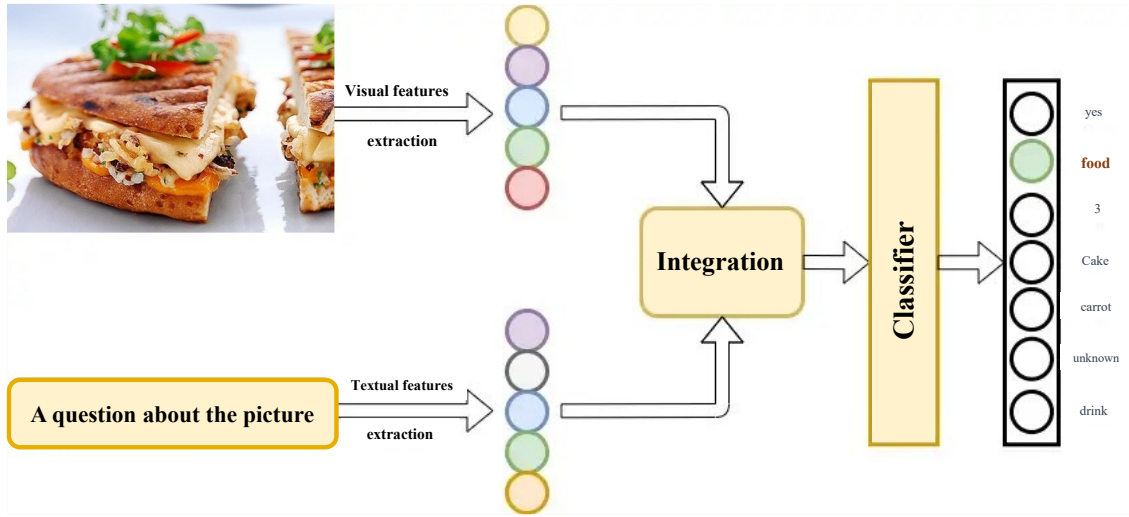 Visual features
extraction
Integration
Classifier
yes
food
3
Cake
carrot
unknown
drink
Textual features
extraction
A question about the picture